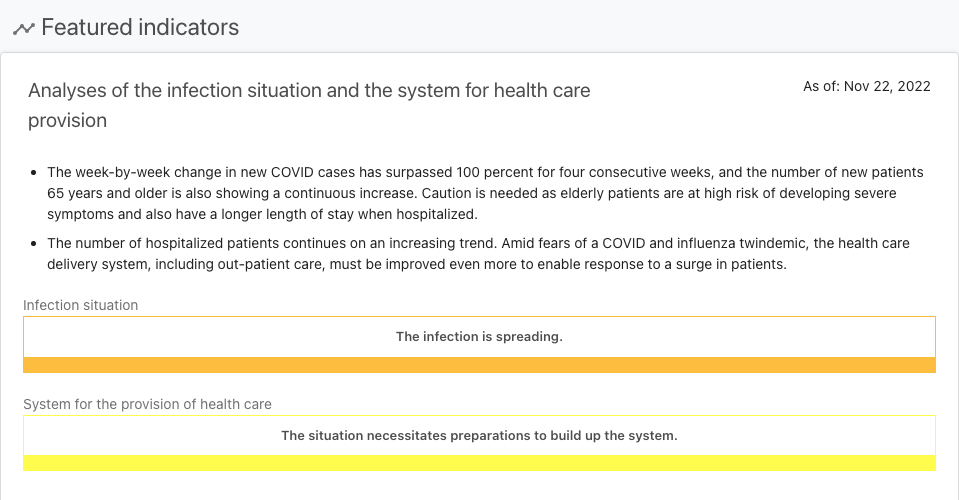 Featured indicators
Analyses of the infection situation and the system for health care
provision
As of: Nov 22, 2022
The week-by-week change in new COVID cases has surpassed 100 percent for four consecutive weeks, and the number of new patients
65 years and older is also showing a continuous increase. Caution is needed as elderly patients are at high risk of developing severe
symptoms and also have a longer length of stay when hospitalized.
The number of hospitalized patients continues on an increasing trend. Amid fears of a COVID and influenza twindemic, the health care
delivery system, including out-patient care, must be improved even more to enable response to a surge in patients.
Infection situation
The infection is spreading.
System for the provision of health care
The situation necessitates preparations to build up the system.